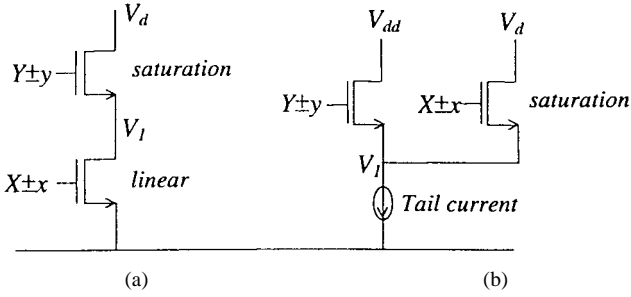 V_d
Y±y
saturation
V_1
X±x
linear
(a)
V_dd
V_d
Y±y
X±x
saturation
V_1
Tail current
(b)